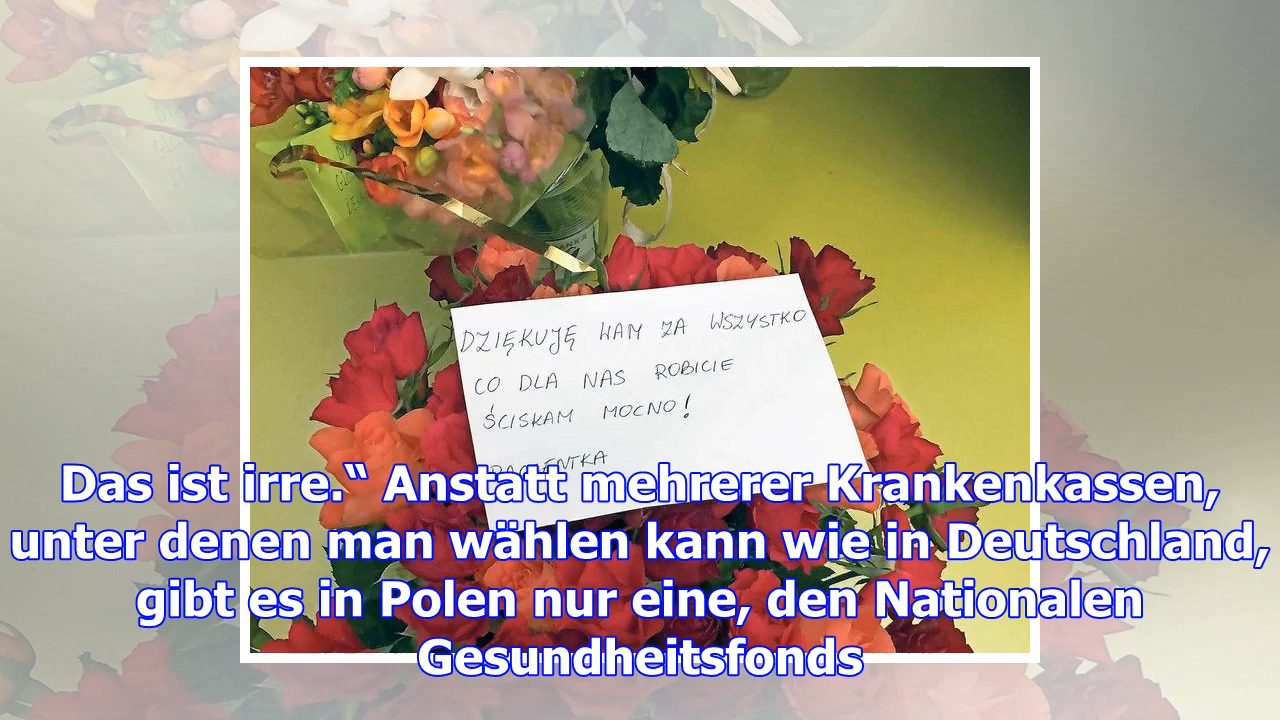 DZIĘKUJĘ WAM ZA WSZYSTKO
CO DLA NAS ROBICIE
ŚCISKAM MOCNO!
Das ist irre.“ Anstatt mehrerer Krankenkassen,
unter denen man wählen kann wie in Deutschland,
gibt es in Polen nur eine, den Nationalen
Gesundheitsfonds